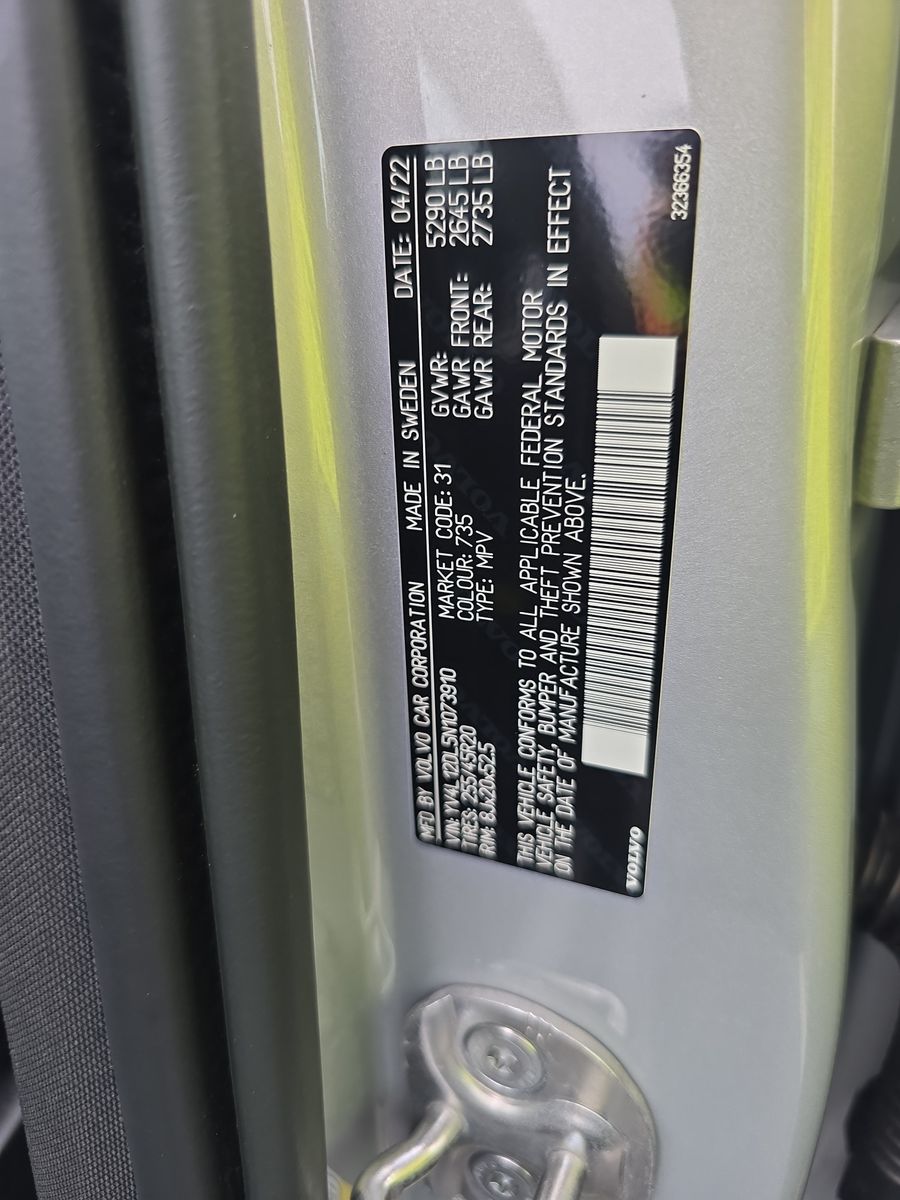 MFD BY VOLVO CAR CORPORATION MADE IN SWEDEN DATE: 04/22
VIN: YV4L12DL5N1073910 MARKET CODE: 31 GVWR: 5290 LB
TIRES: 255/45R20 COLOUR: 735 GAWR FRONT: 2645 LB
RIM: 8Jx20x52.5 TYPE: MPV GAWR REAR: 2735 LB
THIS VEHICLE CONFORMS TO ALL APPLICABLE FEDERAL MOTOR
VEHICLE SAFETY, BUMPER AND THEFT PREVENTION STANDARDS IN EFFECT
ON THE DATE OF MANUFACTURE SHOWN ABOVE.
VOLVO 32366354